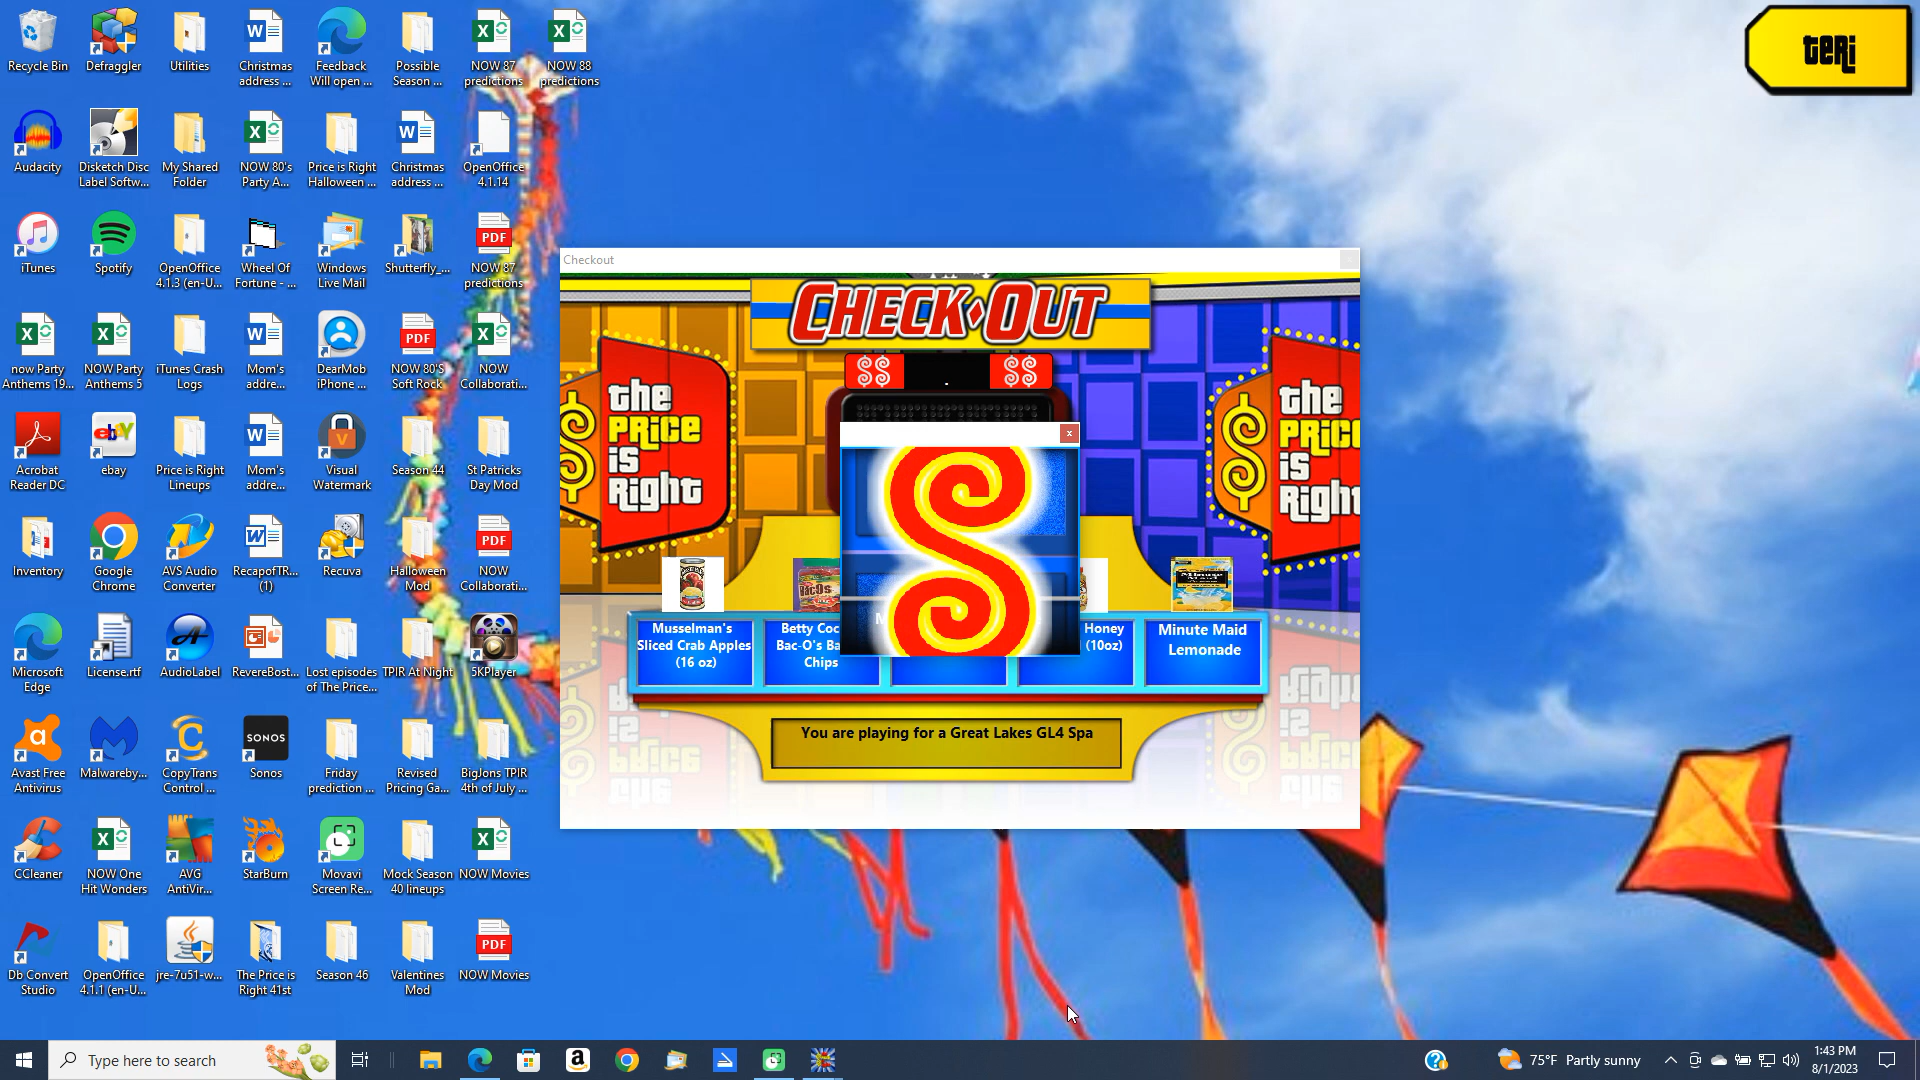 Recycle Bin
Defraggler
Utilities
Christmas
address ...
Feedback
Will open ...
Possible
Season ...
NOW 87
predictions
NOW 88
predictions
Audacity
Disketch Disc
Label Softw...
My Shared
Folder
NOW 80's
Party A...
Price is Right
Halloween ...
Christmas
address ...
OpenOffice
4.1.14
iTunes
Spotify
OpenOffice
4.1.3 (en-U...
Wheel Of
Fortune - ...
Windows
Live Mail
Shutterfly_...
PDF
NOW 87
predictions
now Party
Anthems 19...
NOW Party
Anthems 5
iTunes Crash
Logs
Mom's
addre...
DearMob
iPhone ...
PDF
NOW 80'S
Soft Rock
NOW
Collaborati...
Acrobat
Reader DC
ebay
ebay
Price is Right
Lineups
Mom's
addre...
Visual
Watermark
Season 44
St Patricks
Day Mod
Inventory
Google
Chrome
AVS Audio
Converter
RecapofTR...
(1)
Recuva
Halloween
Mod
PDF
NOW
Collaborati...
Microsoft
Edge
License.rtf
AudioLabel
RevereBost...
Lost episodes
of The Price...
TPIR At Night
5KPlayer
Avast Free
Antivirus
Malwareby...
CopyTrans
Control ...
SONOS
Sonos
Friday
prediction ...
Revised
Pricing Ga...
BigJons TPIR
4th of July ...
CCleaner
NOW One
Hit Wonders
AVG
AntiVir...
StarBurn
Movavi
Screen Re...
Mock Season
40 lineups
NOW Movies
Db Convert
Studio
OpenOffice
4.1.1 (en-U...
jre-7u51-w...
The Price is
Right 41st
Season 46
Valentines
Mod
PDF
NOW Movies
teri
Checkout
CHECK OUT
$$ . $$
the
PRiCE
iS
Right
the
PRiC
iS
Right
x
Musselman's
Sliced Crab Apples
(16 oz)
Betty Coc
Bac-O's Ba
Chips
Honey
(10oz)
Minute Maid
Lemonade
You are playing for a Great Lakes GL4 Spa
Type here to search
75°F Partly sunny
1:43 PM
8/1/2023